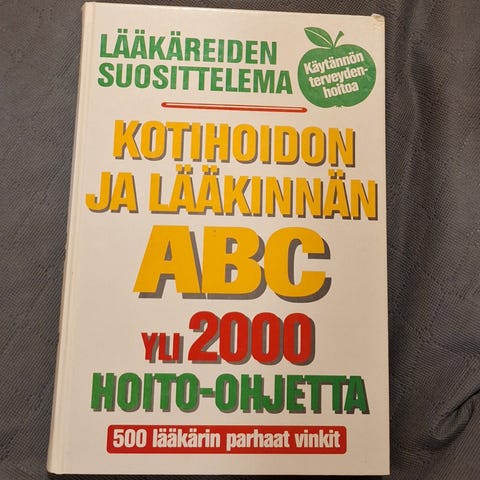 LÄÄKÄREIDEN
SUOSITTELEMA
Käytännön
terveyden-
hoitoa
KOTIHOIDON
JA LÄÄKINNÄN
ABC
YLI 2000
HOITO-OHJETTA
500 lääkärin parhaat vinkit